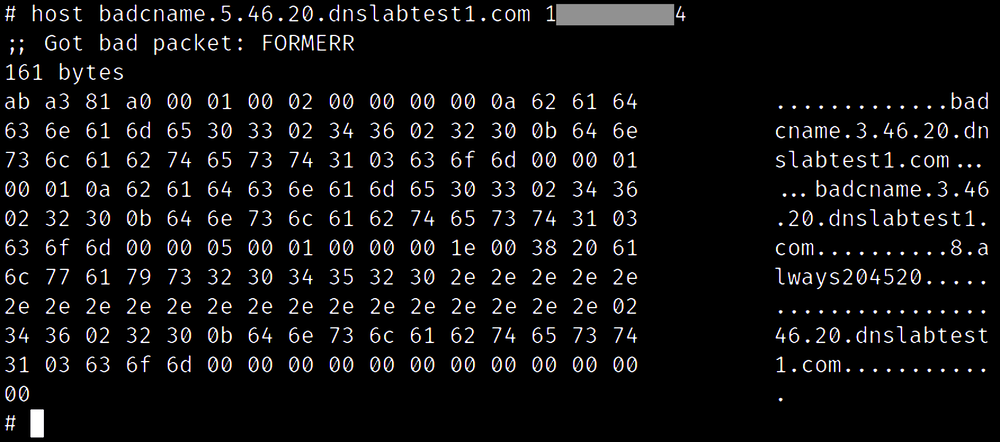 # host badcname.5.46.20.dnslabtest1.com 1 4
;; Got bad packet: FORMERR
161 bytes
ab a3 81 a0 00 01 00 02 00 00 00 00 0a 62 61 64 .............bad
63 6e 61 6d 65 30 33 02 34 36 02 32 30 0b 64 6e cname.3.46.20.dn
73 6c 61 62 74 65 73 74 31 03 63 6f 6d 00 00 01 slabtest1.com...
00 01 0a 62 61 64 63 6e 61 6d 65 30 33 02 34 36 ...badcname.3.46
02 32 30 0b 64 6e 73 6c 61 62 74 65 73 74 31 03 .20.dnslabtest1.
63 6f 6d 00 00 05 00 01 00 00 00 1e 00 38 20 61 com..........8.a
6c 77 61 79 73 32 30 34 35 32 30 2e 2e 2e 2e 2e lways204520.....
2e 2e 2e 2e 2e 2e 2e 2e 2e 2e 2e 2e 2e 2e 2e 02 ................
34 36 02 32 30 0b 64 6e 73 6c 61 62 74 65 73 74 46.20.dnslabtest
31 03 63 6f 6d 00 00 00 00 00 00 00 00 00 00 00 1.com...........
00 .
#